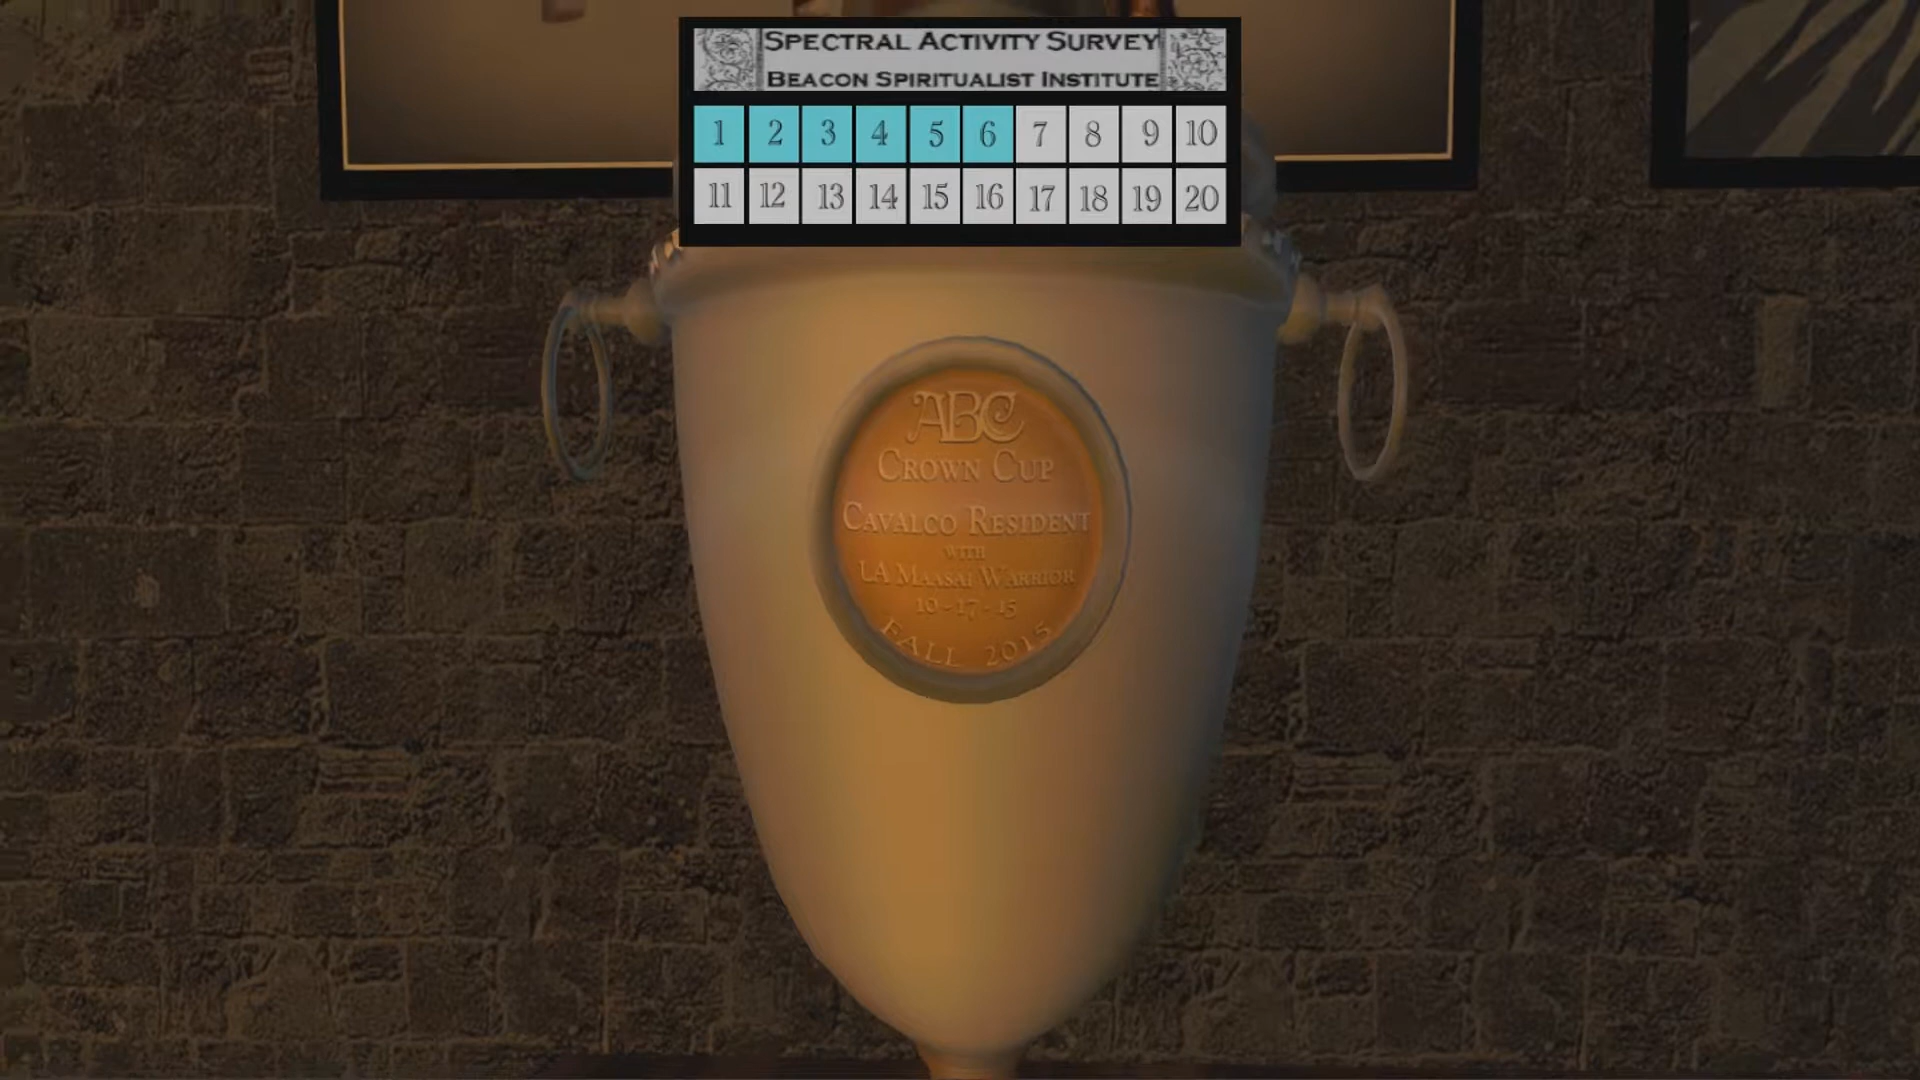 SPECTRAL ACTIVITY SURVEY
BEACON SPIRITUALIST INSTITUTE
1 2 3 4 5 6 7 8 9 10
11 12 13 14 15 16 17 18 19 20
ABC
CROWN CUP
CAVALCO RESIDENT
WITH
LA MAASAI WARRIOR
10-17-15
FALL 2015